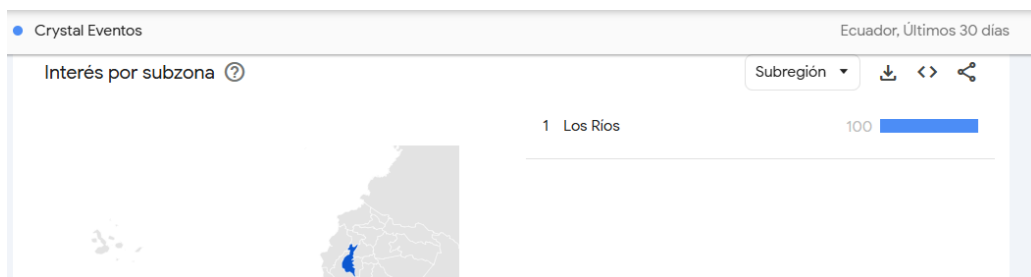 Crystal Eventos Ecuador, Últimos 30 días
Interés por subzona
Subregión
1 Los Ríos 100